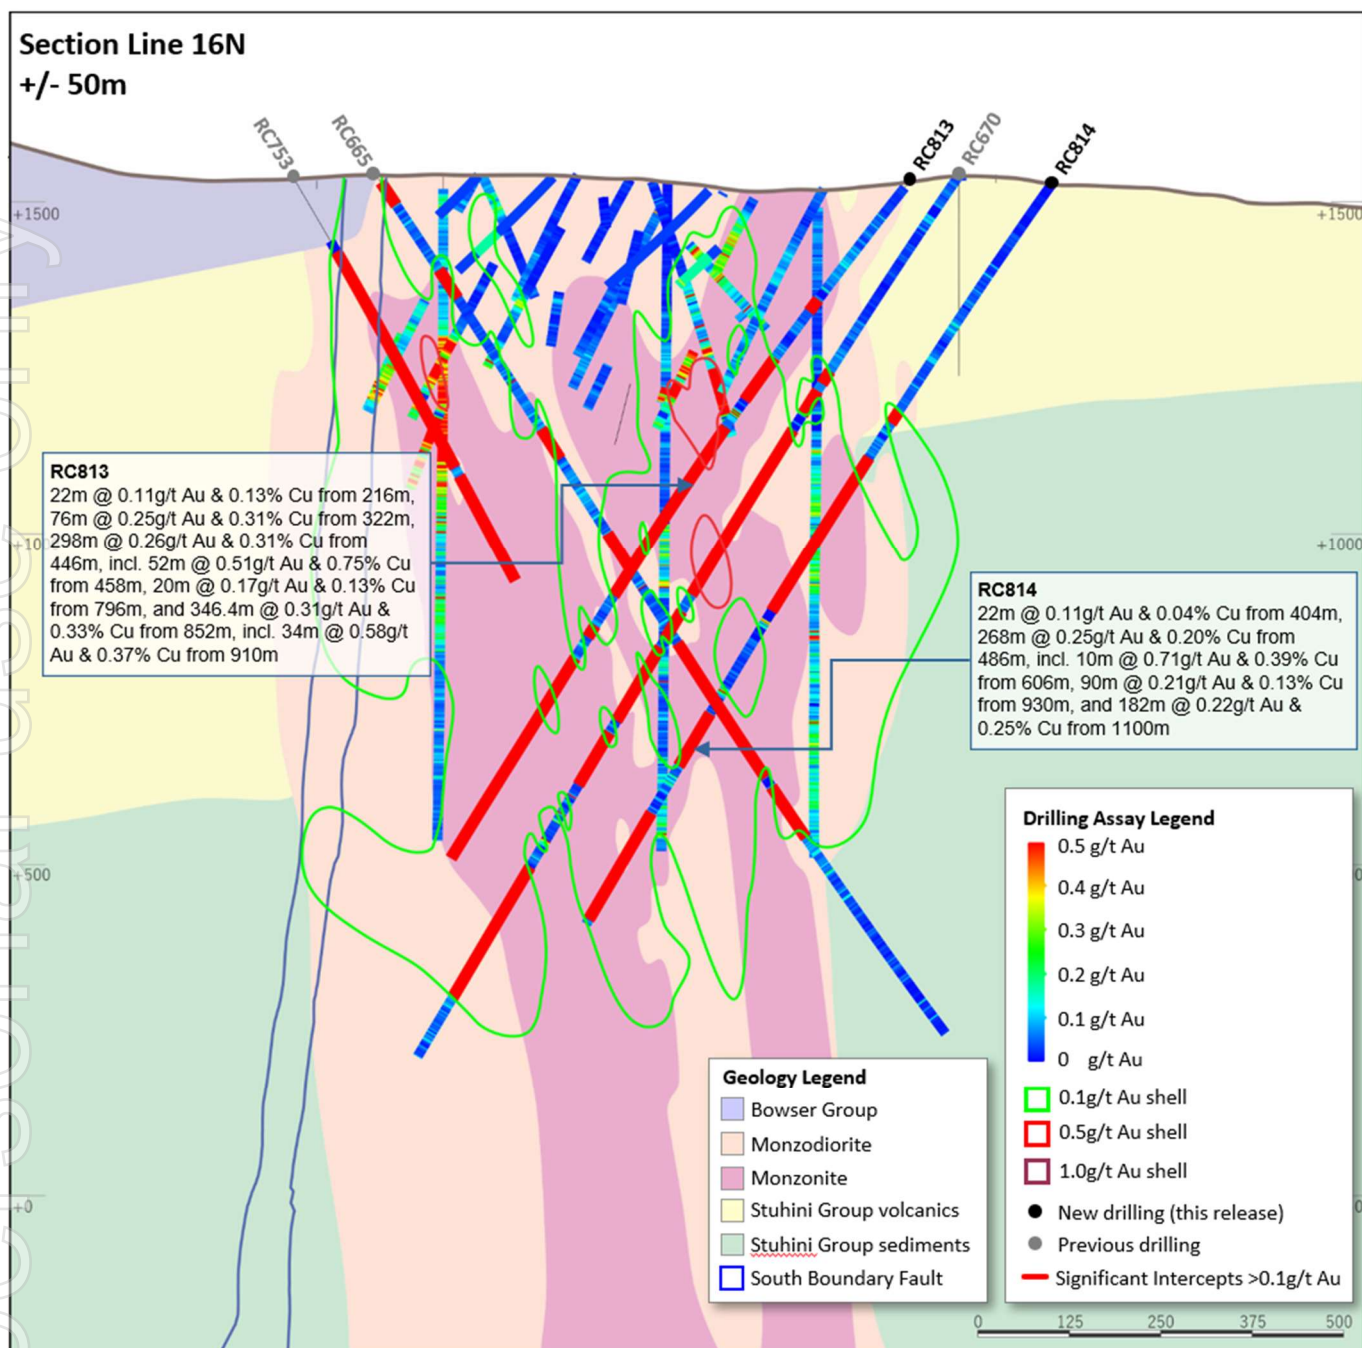 Section Line 16N
+/- 50m
RC753
RC665
RC813
RC670
RC814
+1500
+1500
RC813
22m @ 0.11g/t Au & 0.13% Cu from 216m,
76m @ 0.25g/t Au & 0.31% Cu from 322m,
298m @ 0.26g/t Au & 0.31% Cu from
446m, incl. 52m @ 0.51g/t Au & 0.75% Cu
from 458m, 20m @ 0.17g/t Au & 0.13% Cu
from 796m, and 346.4m @ 0.31g/t Au &
0.33% Cu from 852m, incl. 34m @ 0.58g/t
Au & 0.37% Cu from 910m
+1000
RC814
22m @ 0.11g/t Au & 0.04% Cu from 404m,
268m @ 0.25g/t Au & 0.20% Cu from
486m, incl. 10m @ 0.71g/t Au & 0.39% Cu
from 606m, 90m @ 0.21g/t Au & 0.13% Cu
from 930m, and 182m @ 0.22g/t Au &
0.25% Cu from 1100m
+500
+0
Drilling Assay Legend
0.5 g/t Au
0.4 g/t Au
0.3 g/t Au
0.2 g/t Au
0.1 g/t Au
0 g/t Au
0.1g/t Au shell
0.5g/t Au shell
1.0g/t Au shell
New drilling (this release)
Previous drilling
Significant Intercepts >0.1g/t Au
Geology Legend
Bowser Group
Monzodiorite
Monzonite
Stuhini Group volcanics
Stuhini Group sediments
South Boundary Fault
0 125 250 375 500